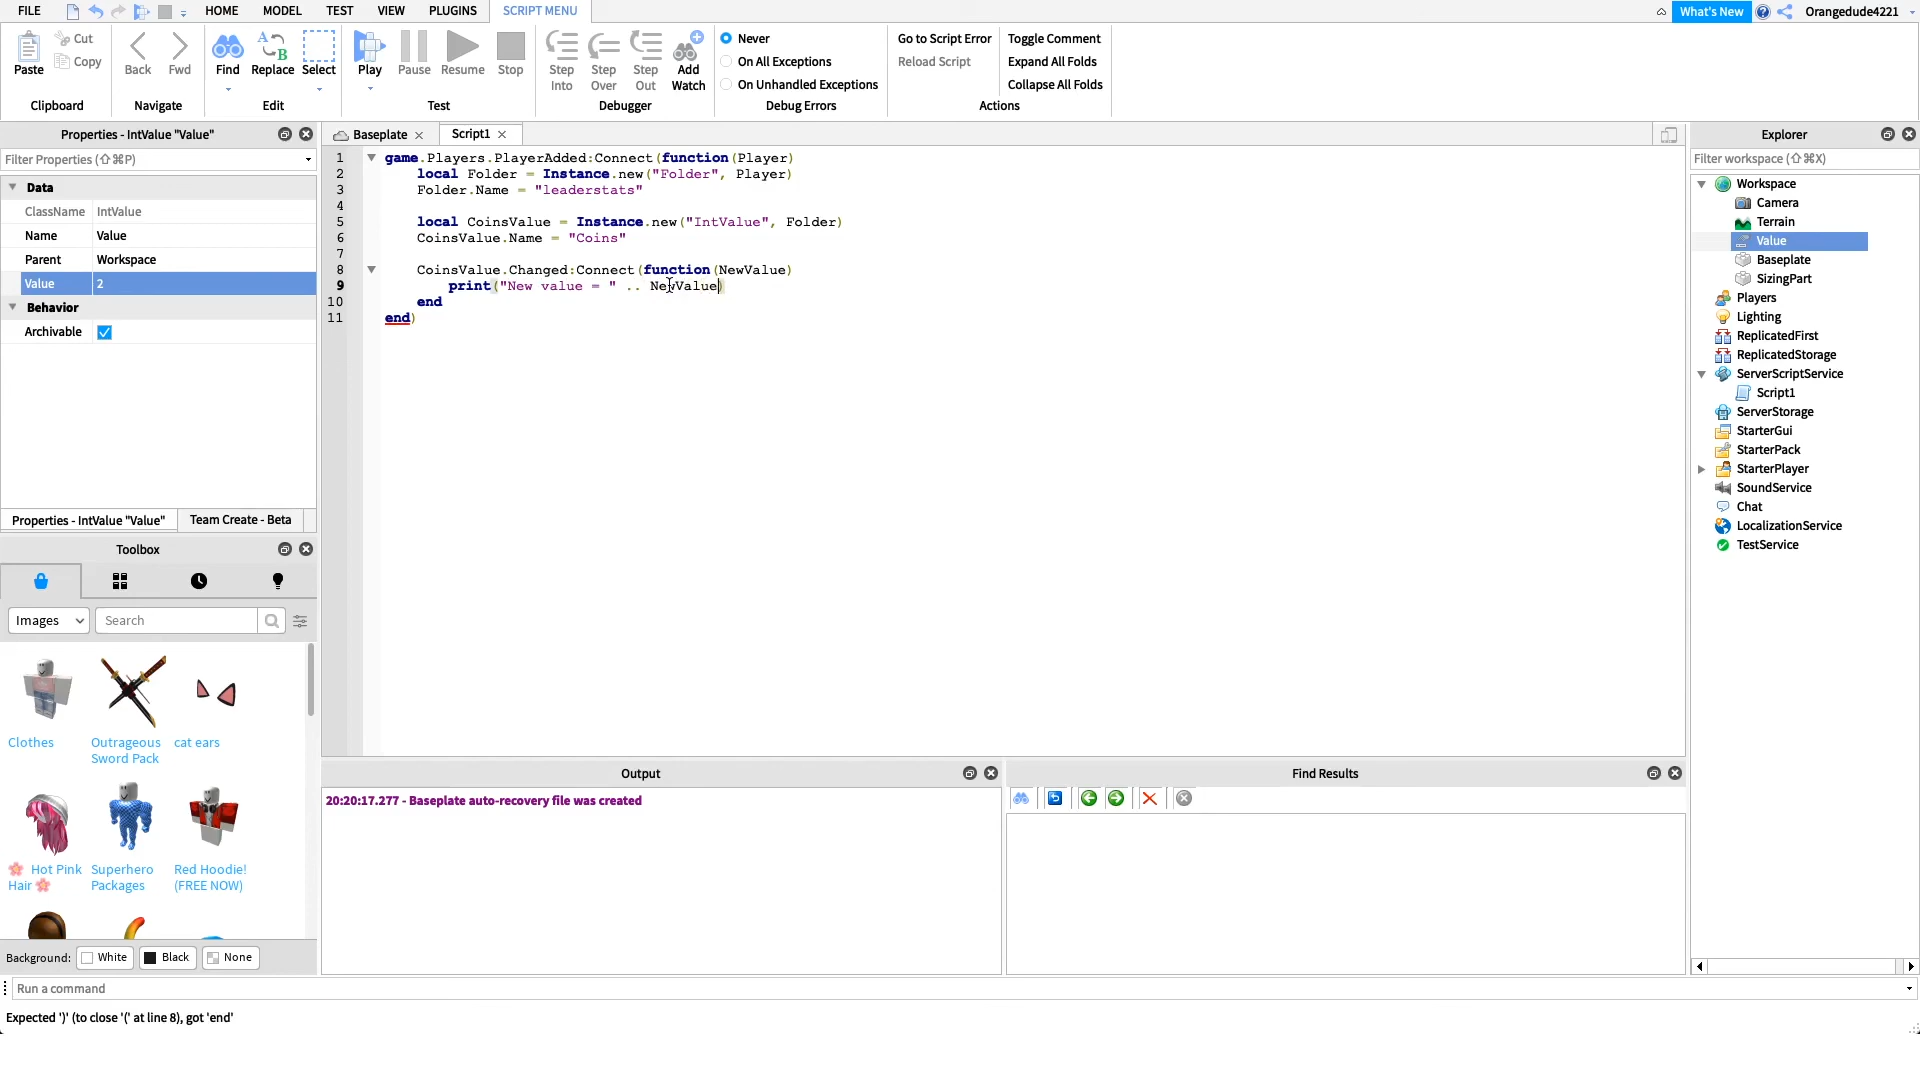 FILE HOME MODEL TEST VIEW PLUGINS SCRIPT MENU What's New Orangedude4221
Paste Cut Copy Back Fwd Find Replace Select Play Pause Resume Stop Step Into Step Over Step Out Add Watch
Never
On All Exceptions
On Unhandled Exceptions
Go to Script Error
Reload Script
Toggle Comment
Expand All Folds
Collapse All Folds
Clipboard Navigate Edit Test Debugger Debug Errors Actions
Properties - IntValue "Value"
Filter Properties (⇧⌘P)
Data
ClassName IntValue
Name Value
Parent Workspace
Value 2
Behavior
Archivable
Properties - IntValue "Value" Team Create - Beta
Toolbox
Images Search
Clothes
Outrageous Sword Pack
cat ears
Hot Pink Hair
Superhero Packages
Red Hoodie! (FREE NOW)
Background: White Black None
Baseplate Script1
1 game.Players.PlayerAdded:Connect(function(Player)
2 local Folder = Instance.new("Folder", Player)
3 Folder.Name = "leaderstats"
4
5 local CoinsValue = Instance.new("IntValue", Folder)
6 CoinsValue.Name = "Coins"
7
8 CoinsValue.Changed:Connect(function(NewValue)
9 print("New value = " .. NewValue)
10 end
11 end)
Output
20:20:17.277 - Baseplate auto-recovery file was created
Find Results
Explorer
Filter workspace (⇧⌘X)
Workspace
Camera
Terrain
Value
Baseplate
SizingPart
Players
Lighting
ReplicatedFirst
ReplicatedStorage
ServerScriptService
Script1
ServerStorage
StarterGui
StarterPack
StarterPlayer
SoundService
Chat
LocalizationService
TestService
Run a command
Expected ')' (to close '(' at line 8), got 'end'